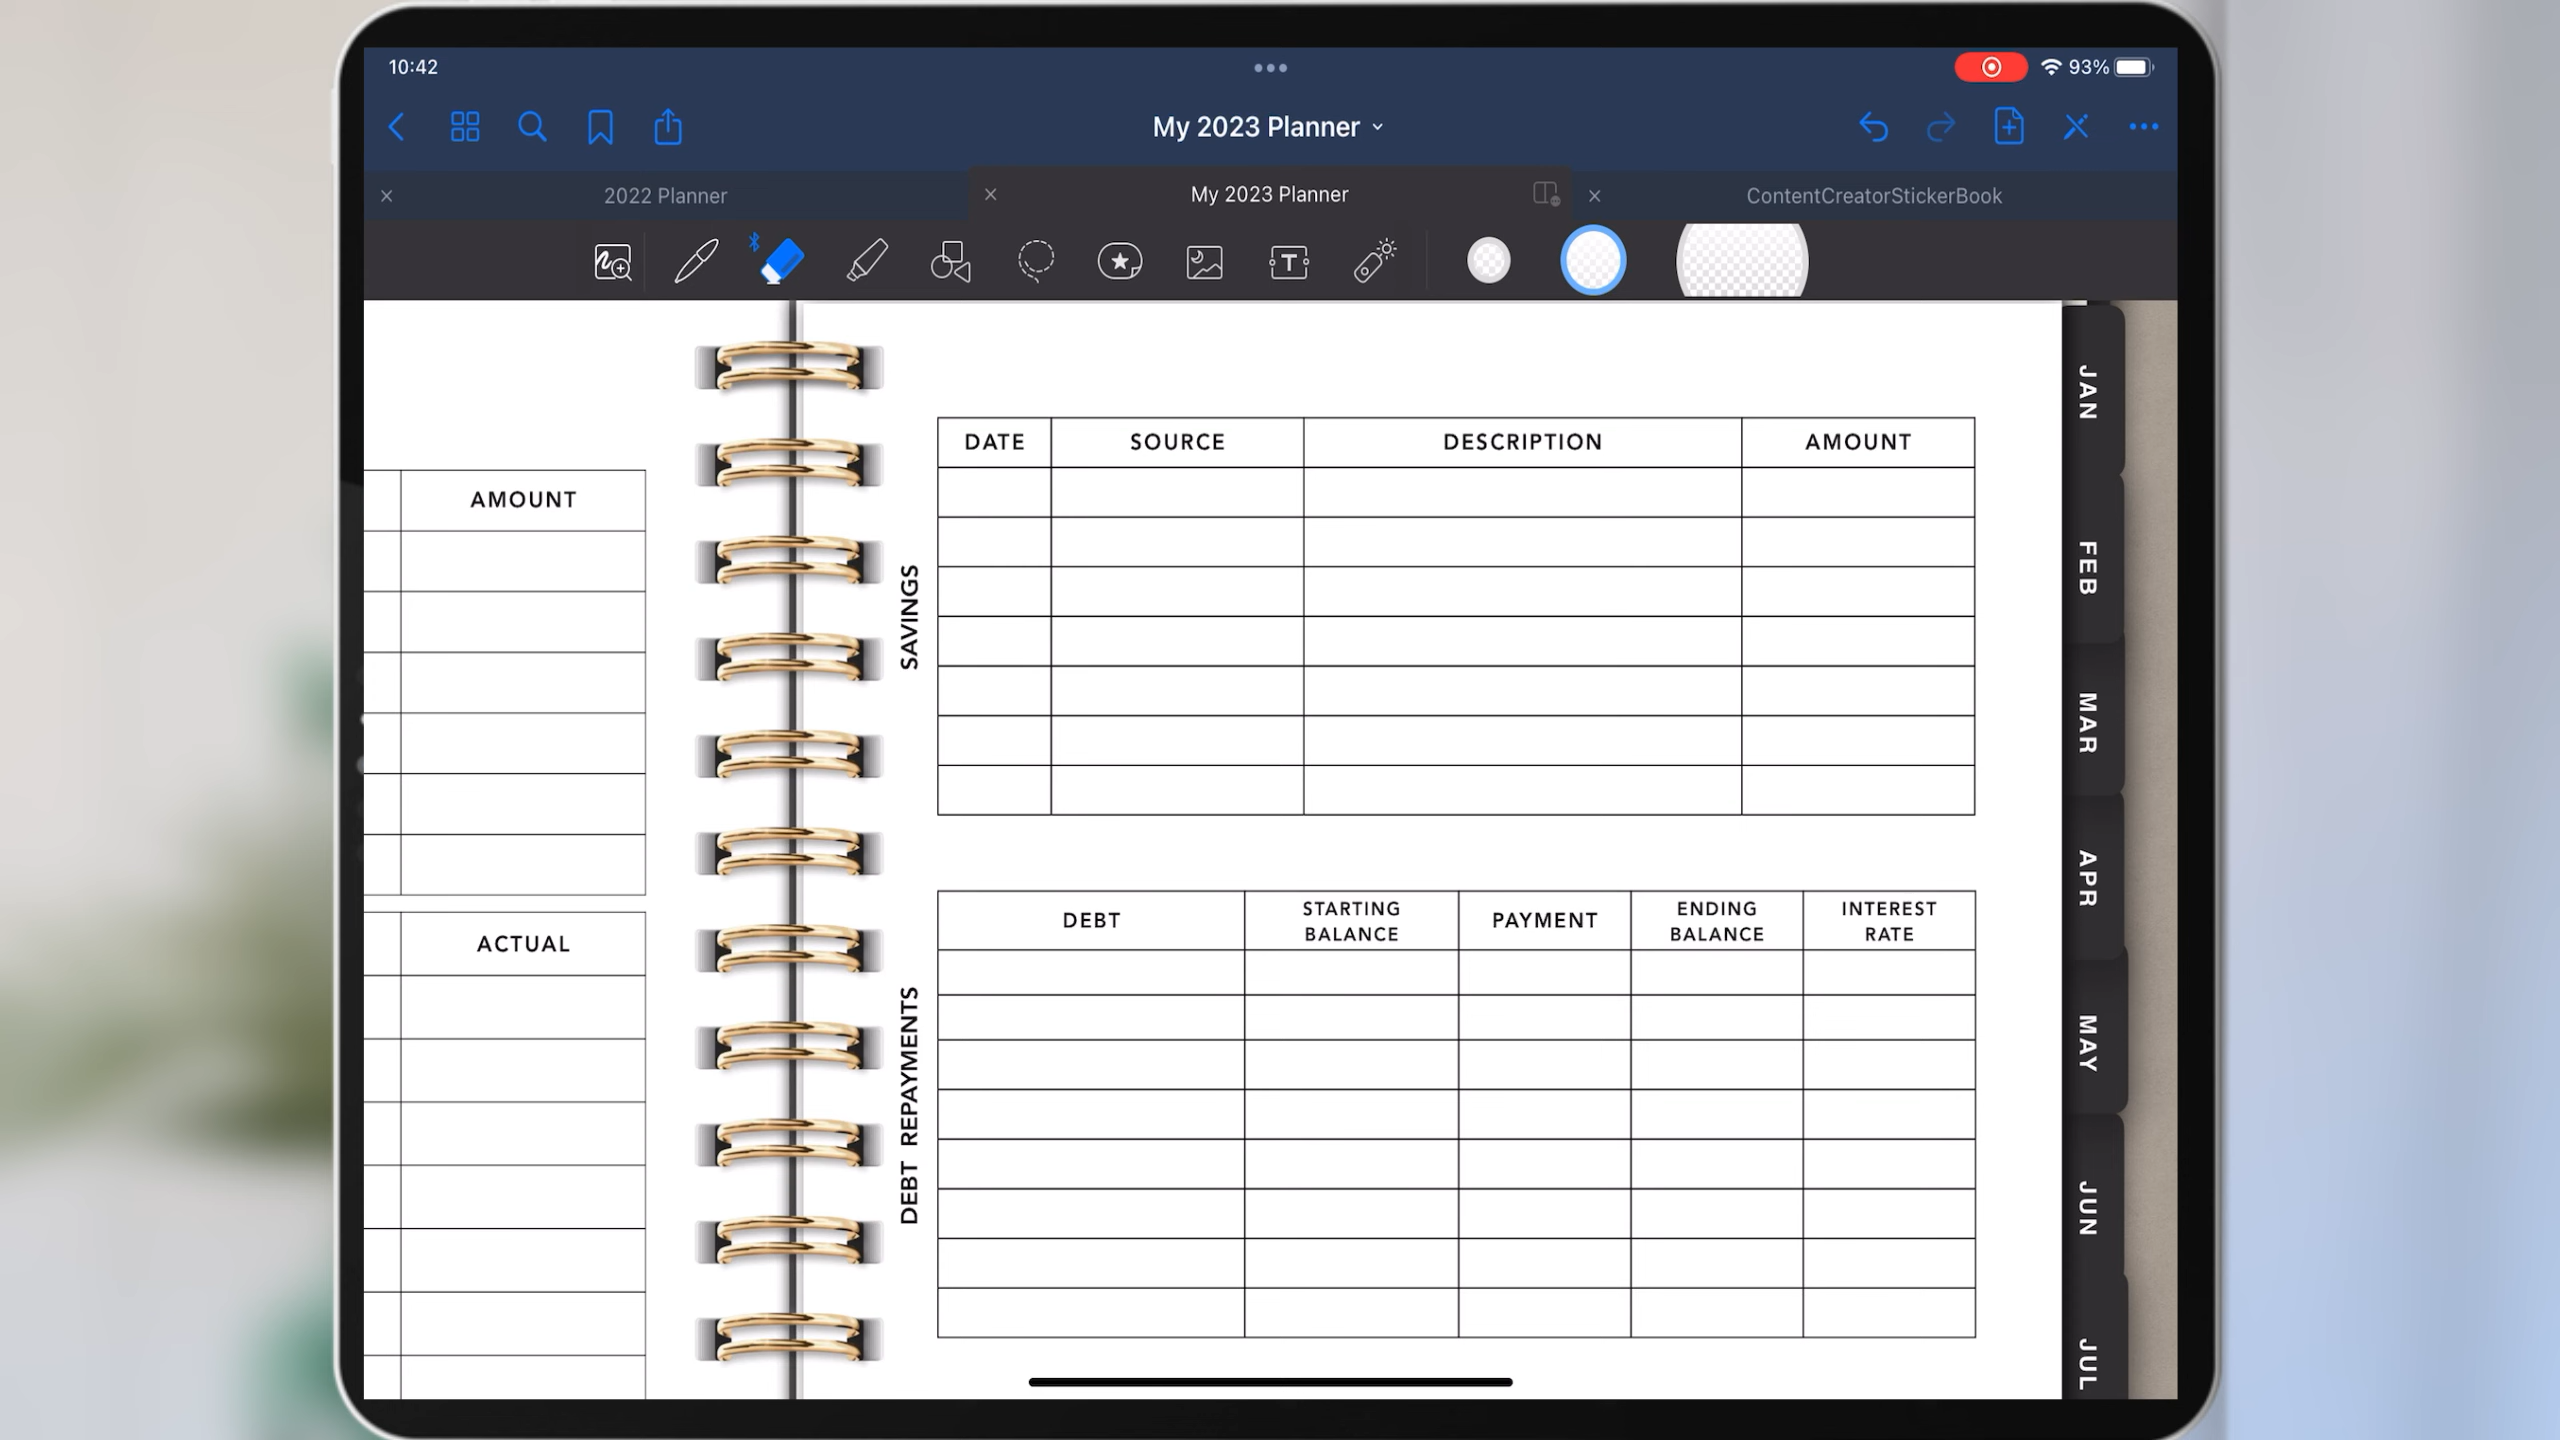 10:42
93%
My 2023 Planner
2022 Planner
My 2023 Planner
ContentCreatorStickerBook
T
AMOUNT
ACTUAL
SAVINGS
DATE SOURCE DESCRIPTION AMOUNT
DEBT REPAYMENTS
DEBT STARTING BALANCE PAYMENT ENDING BALANCE INTEREST RATE
JAN
FEB
MAR
APR
MAY
JUN
JUL